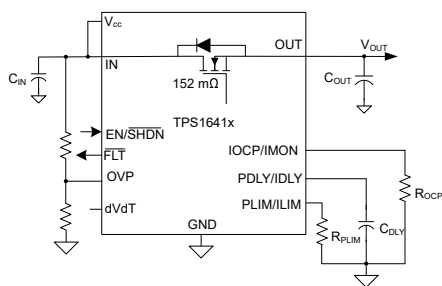 Vcc
IN
OUT
VOUT
CIN
COUT
152 mΩ
TPS1641x
EN/SHDN
FLT
OVP
dVdT
GND
IOCP/IMON
PDLY/IDLY
PLIM/ILIM
ROCP
RPLIM
CDLY